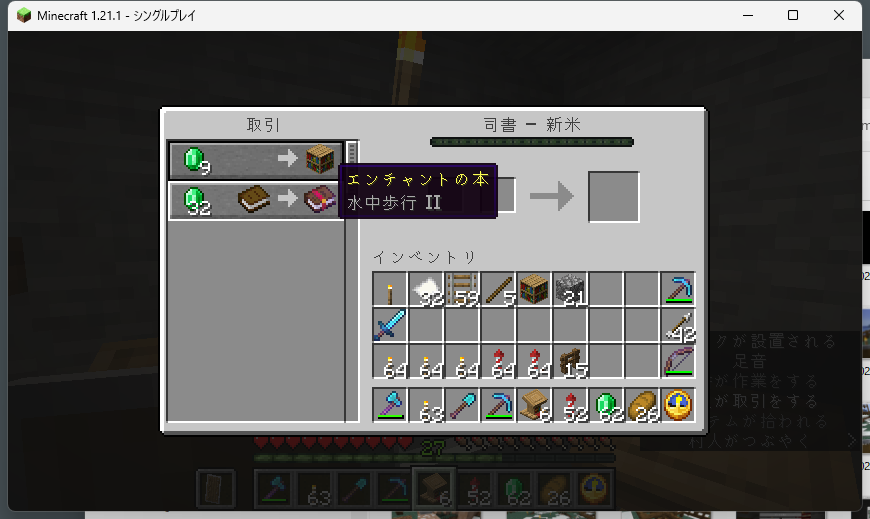 Minecraft 1.21.1 - シングルプレイ
取引
司書 - 新米
9
32
エンチャントの本
水中歩行 II
インベントリ
32 59 5 21
42
64 64 64 64 64 15
63 6 52 62 26
クが設置される
足音
が作業をする
が取引をする
テムが拾われる
村人がつぶやく
27
63 6 52 62 26